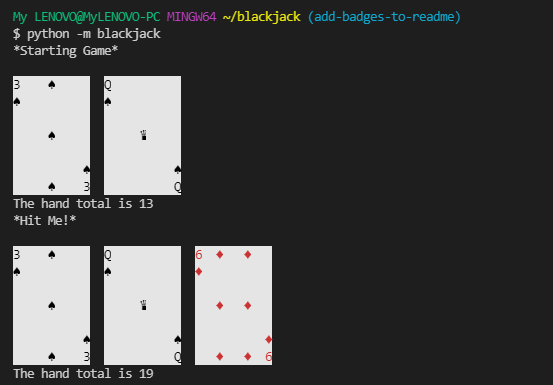 My LENOVO@MyLENOVO-PC MINGW64 ~/blackjack (add-badges-to-readme)
$ python -m blackjack
*Starting Game*
3 ♠ Q
♠ ♠
♠ ♛
♠ ♠
♠ 3 Q
The hand total is 13
*Hit Me!*
3 ♠ Q 6 ♦ ♦
♠ ♠ ♦
♠ ♛ ♦ ♦
♠ ♠ ♦
♠ 3 Q ♦ ♦ 6
The hand total is 19